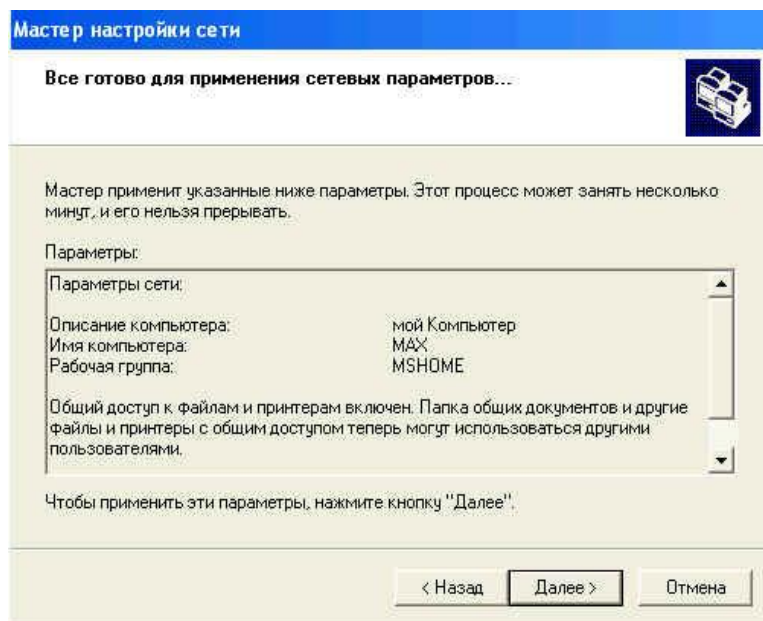 Мастер настройки сети
Все готово для применения сетевых параметров...
Мастер применит указанные ниже параметры. Этот процесс может занять несколько
минут, и его нельзя прерывать.
Параметры:
Параметры сети:
Описание компьютера: мой Компьютер
Имя компьютера: MAX
Рабочая группа: MSHOME
Общий доступ к файлам и принтерам включен. Папка общих документов и другие
файлы и принтеры с общим доступом теперь могут использоваться другими
пользователями.
Чтобы применить эти параметры, нажмите кнопку "Далее".
< Назад Далее > Отмена